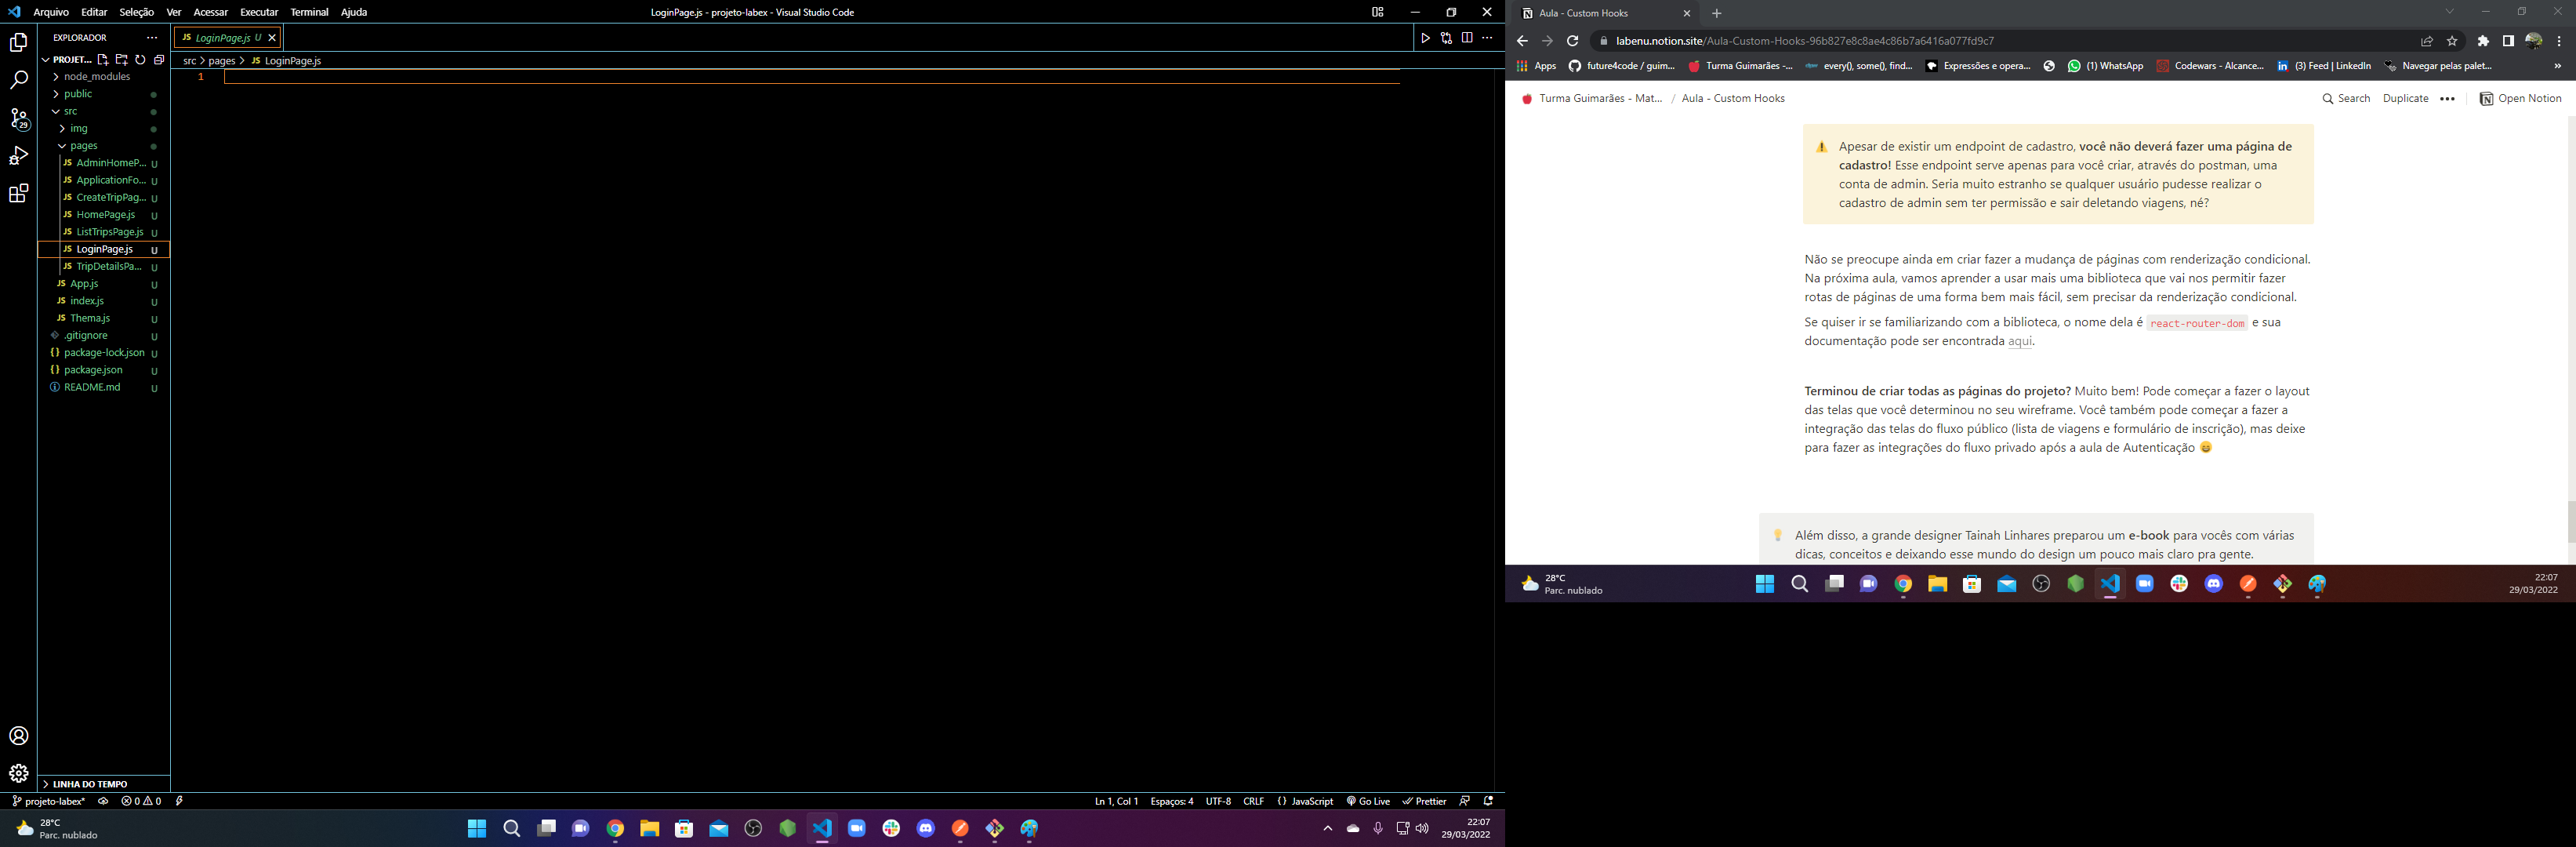 Arquivo Editar Seleção Ver Acessar Executar Terminal Ajuda
LoginPage.js - projeto-labex - Visual Studio Code
EXPLORADOR
PROJET...
node_modules
public
src
img
pages
JS AdminHomeP... U
JS ApplicationFo... U
JS CreateTripPag... U
JS HomePage.js U
JS ListTripsPage.js U
JS LoginPage.js U
JS TripDetailsPa... U
JS App.js U
JS index.js U
JS Thema.js U
.gitignore U
{} package-lock.json U
{} package.json U
README.md U
LINHA DO TEMPO
29
JS LoginPage.js U
src > pages > JS LoginPage.js
1
projeto-labex* 0 0
Ln 1, Col 1 Espaços: 4 UTF-8 CRLF {} JavaScript Go Live Prettier
28°C
Parc. nublado
22:07
29/03/2022
Aula - Custom Hooks
labenu.notion.site/Aula-Custom-Hooks-96b827e8c8ae4c86b7a6416a077fd9c7
Apps future4code / guim... Turma Guimarães -... every(), some(), find... Expressões e opera... (1) WhatsApp Codewars - Alcance... (3) Feed | LinkedIn Navegar pelas palet... »
Turma Guimarães - Mat... / Aula - Custom Hooks
Search Duplicate ••• Open Notion
Apesar de existir um endpoint de cadastro, você não deverá fazer uma página de
cadastro! Esse endpoint serve apenas para você criar, através do postman, uma
conta de admin. Seria muito estranho se qualquer usuário pudesse realizar o
cadastro de admin sem ter permissão e sair deletando viagens, né?
Não se preocupe ainda em criar fazer a mudança de páginas com renderização condicional.
Na próxima aula, vamos aprender a usar mais uma biblioteca que vai nos permitir fazer
rotas de páginas de uma forma bem mais fácil, sem precisar da renderização condicional.
Se quiser ir se familiarizando com a biblioteca, o nome dela é react-router-dom e sua
documentação pode ser encontrada aqui.
Terminou de criar todas as páginas do projeto? Muito bem! Pode começar a fazer o layout
das telas que você determinou no seu wireframe. Você também pode começar a fazer a
integração das telas do fluxo público (lista de viagens e formulário de inscrição), mas deixe
para fazer as integrações do fluxo privado após a aula de Autenticação 😄
Além disso, a grande designer Tainah Linhares preparou um e-book para vocês com várias
dicas, conceitos e deixando esse mundo do design um pouco mais claro pra gente.
28°C
Parc. nublado
22:07
29/03/2022